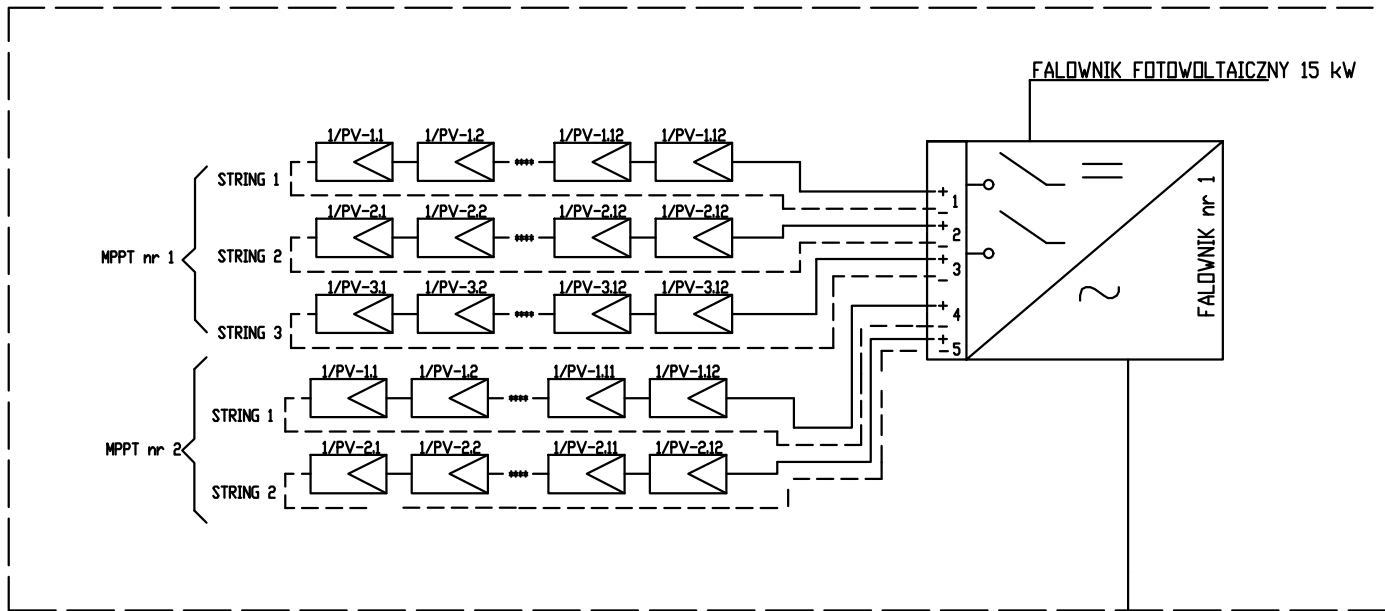 FALOWNIK FOTOWOLTAICZNY 15 kW
1/PV-1.1 1/PV-1.2 1/PV-1.12 1/PV-1.12
****
STRING 1
1/PV-2.1 1/PV-2.2 1/PV-2.12 1/PV-2.12
****
MPPT nr 1
STRING 2
1/PV-3.1 1/PV-3.2 1/PV-3.12 1/PV-3.12
****
STRING 3
1/PV-1.1 1/PV-1.2 1/PV-1.11 1/PV-1.12
****
STRING 1
MPPT nr 2
1/PV-2.1 1/PV-2.2 1/PV-2.11 1/PV-2.12
****
STRING 2
+ 1
-
+ 2
-
+ 3
-
+ 4
-
+
- 5
FALOWNIK nr 1